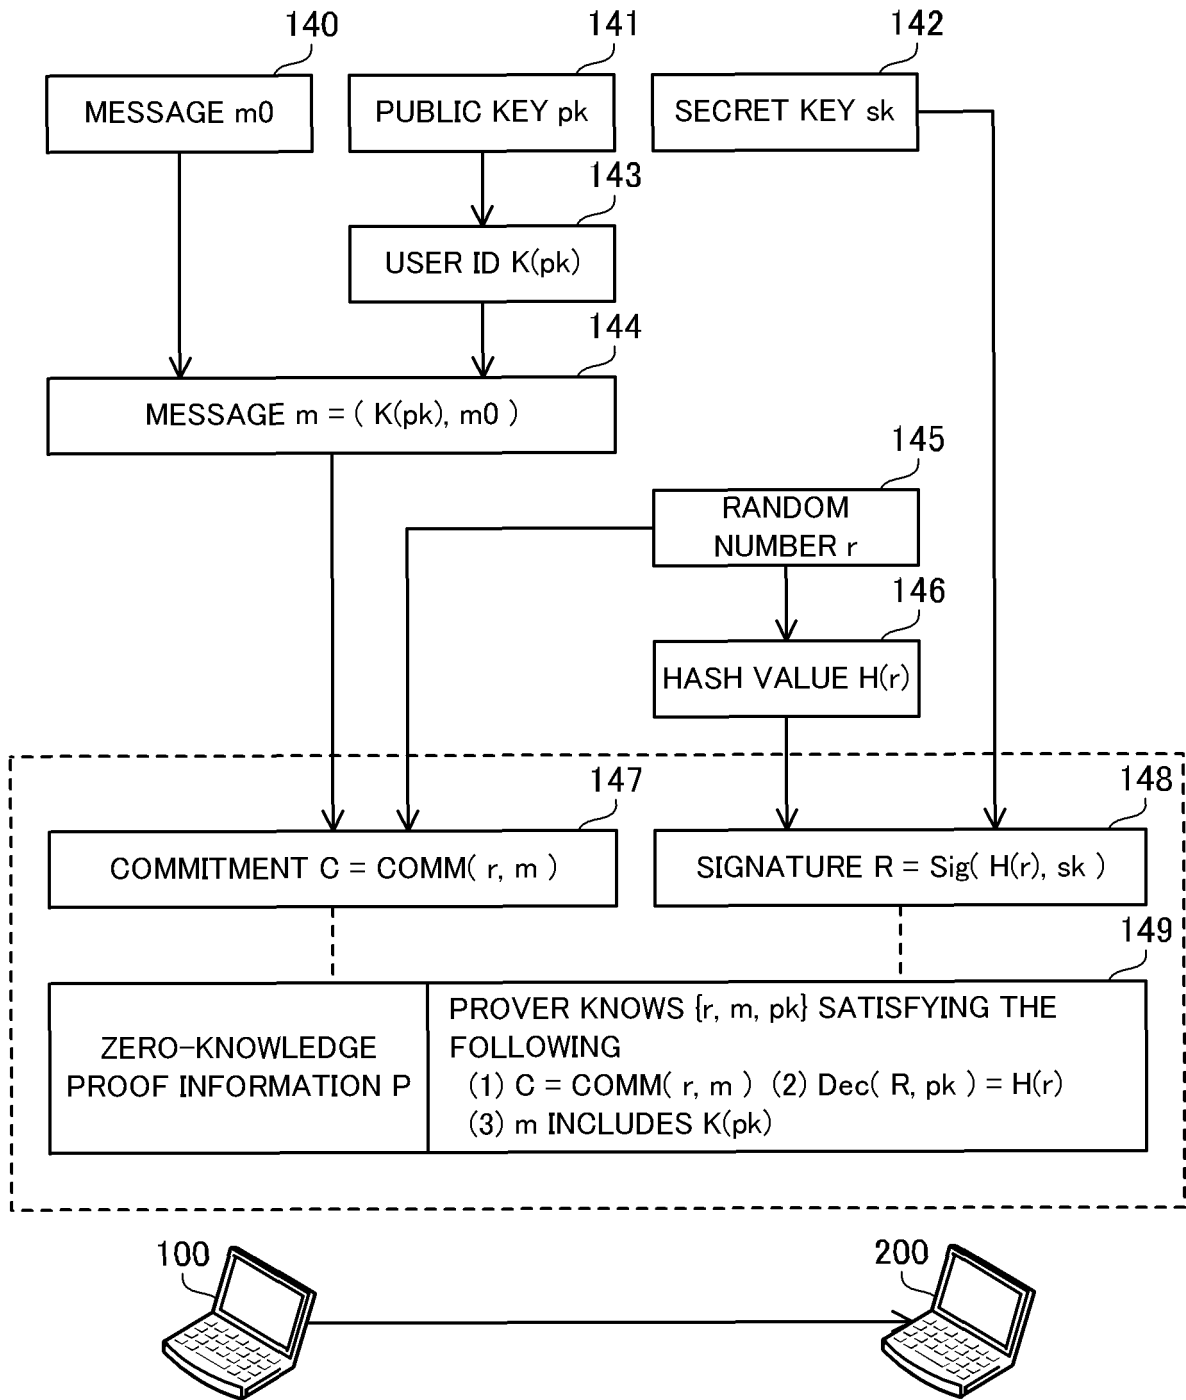 140
141
142
MESSAGE m0
PUBLIC KEY pk
SECRET KEY sk
143
USER ID K(pk)
144
MESSAGE m = ( K(pk), m0 )
145
RANDOM
NUMBER r
146
HASH VALUE H(r)
147
148
COMMITMENT C = COMM( r, m )
SIGNATURE R = Sig( H(r), sk )
149
ZERO-KNOWLEDGE
PROOF INFORMATION P
PROVER KNOWS {r, m, pk} SATISFYING THE
FOLLOWING
(1) C = COMM( r, m ) (2) Dec( R, pk ) = H(r)
(3) m INCLUDES K(pk)
100
200